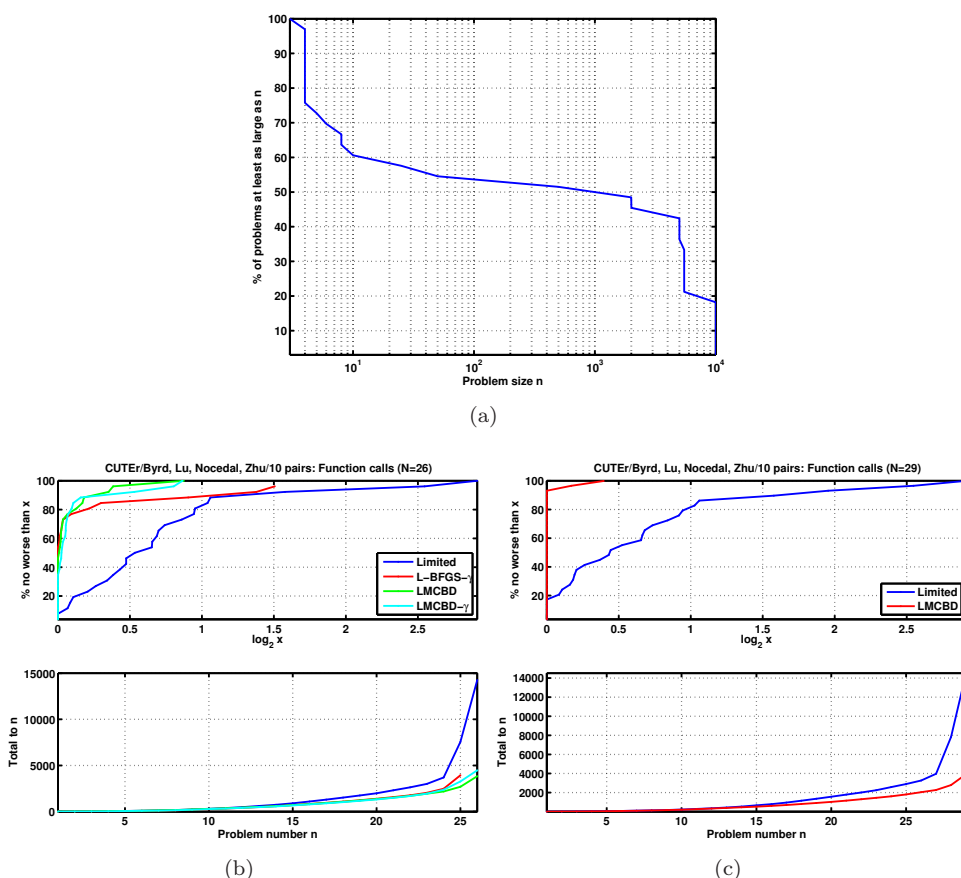 100
90
80
70
60
50
40
30
20
10
% of problems at least as large as n
10^1
10^2
10^3
10^4
Problem size n
(a)
CUTEr/Byrd, Lu, Nocedal, Zhu/10 pairs: Function calls (N=26)
100
80
60
40
20
% no worse than x
Limited
L-BFGS-γ
LMCBD
LMCBD-γ
0
0.5
1
1.5
2
2.5
log_2 x
15000
10000
5000
0
Total to n
5
10
15
20
25
Problem number n
(b)
CUTEr/Byrd, Lu, Nocedal, Zhu/10 pairs: Function calls (N=29)
100
80
60
40
20
% no worse than x
Limited
LMCBD
0
0.5
1
1.5
2
2.5
log_2 x
14000
12000
10000
8000
6000
4000
2000
Total to n
5
10
15
20
25
Problem number n
(c)